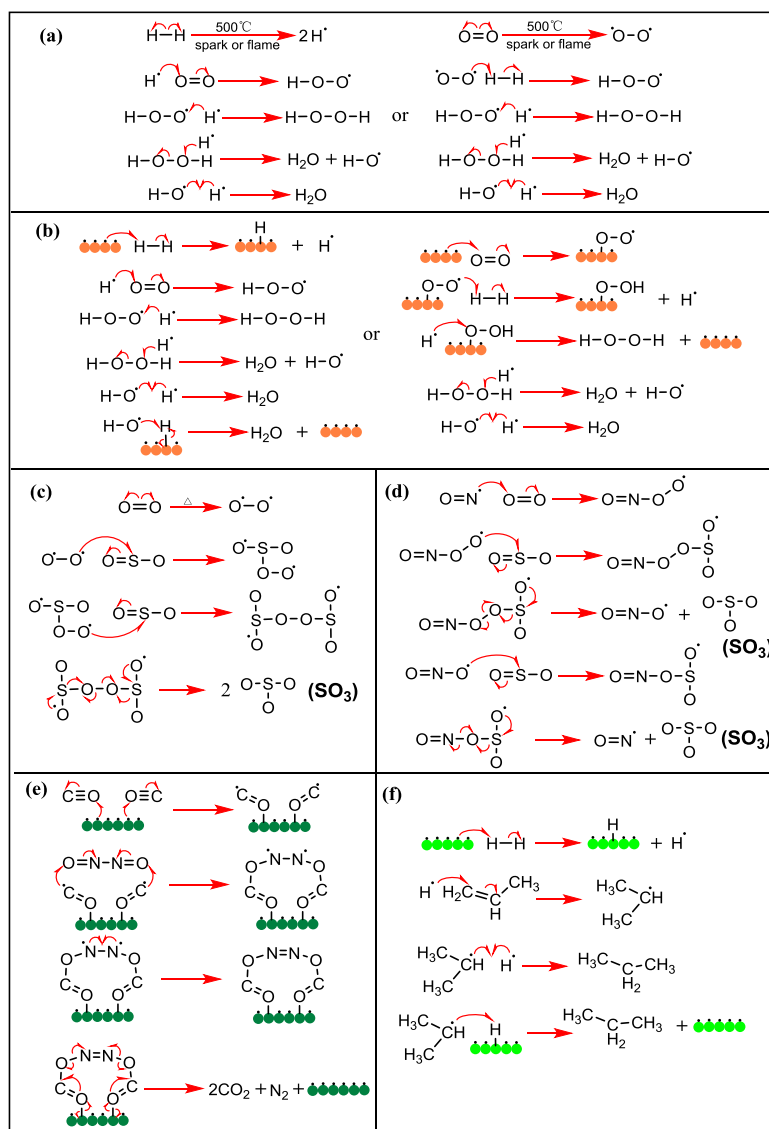 (a)
H-H 500℃ spark or flame 2H•
H• O=O H-O-O•
H-O-O• H• H-O-O-H
H-O-O-H H• H₂O + H-O•
H-O• H• H₂O
or
O=O 500℃ spark or flame •O-O•
•O-O• H-H H-O-O•
H-O-O• H• H-O-O-H
H-O-O-H H• H₂O + H-O•
H-O• H• H₂O
(b)
H-H H + H•
H• O=O H-O-O•
H-O-O• H• H-O-O-H
H-O-O-H H• H₂O + H-O•
H-O• H• H₂O
H-O• H H₂O +
or
O=O O-O•
O-O• H-H O-OH + H•
H• O-OH H-O-O-H +
H-O-O-H H• H₂O + H-O•
H-O• H• H₂O
(c)
O=O △ •O-O•
•O-O• O=S-O •O-S-O O-O•
•O-S-O O-O• O=S-O O-S-O-O-S-O O• O
O-S-O-O-S-O• O O 2 O-S-O O (SO₃)
(d)
O=N• O=O O=N-O-O•
O=N-O-O• O=S-O O=N-O-O-S-O O•
O=N-O-O-S-O O• O=N-O• + O-S-O O
(SO₃)
O=N-O• O=S-O O=N-O-S-O O•
O=N-O-S-O O• O=N• + O-S-O O (SO₃)
(e)
C≡O O≡C •C=O O=C•
O=N-N=O •C=O O=C• O-N•-N•-O C=O O=C
O-N•-N•-O C=O O=C O-N=N-O C=O O=C
O-N=N-O C=O O=C 2CO₂ + N₂ +
(f)
H-H H + H•
H• H₂C=CH-CH₃ H₃C-CH•-H₃C
H₃C-CH•-H₃C H• H₃C-CH₂-CH₃
H₃C-CH•-H₃C H H₃C-CH₂-CH₃ +